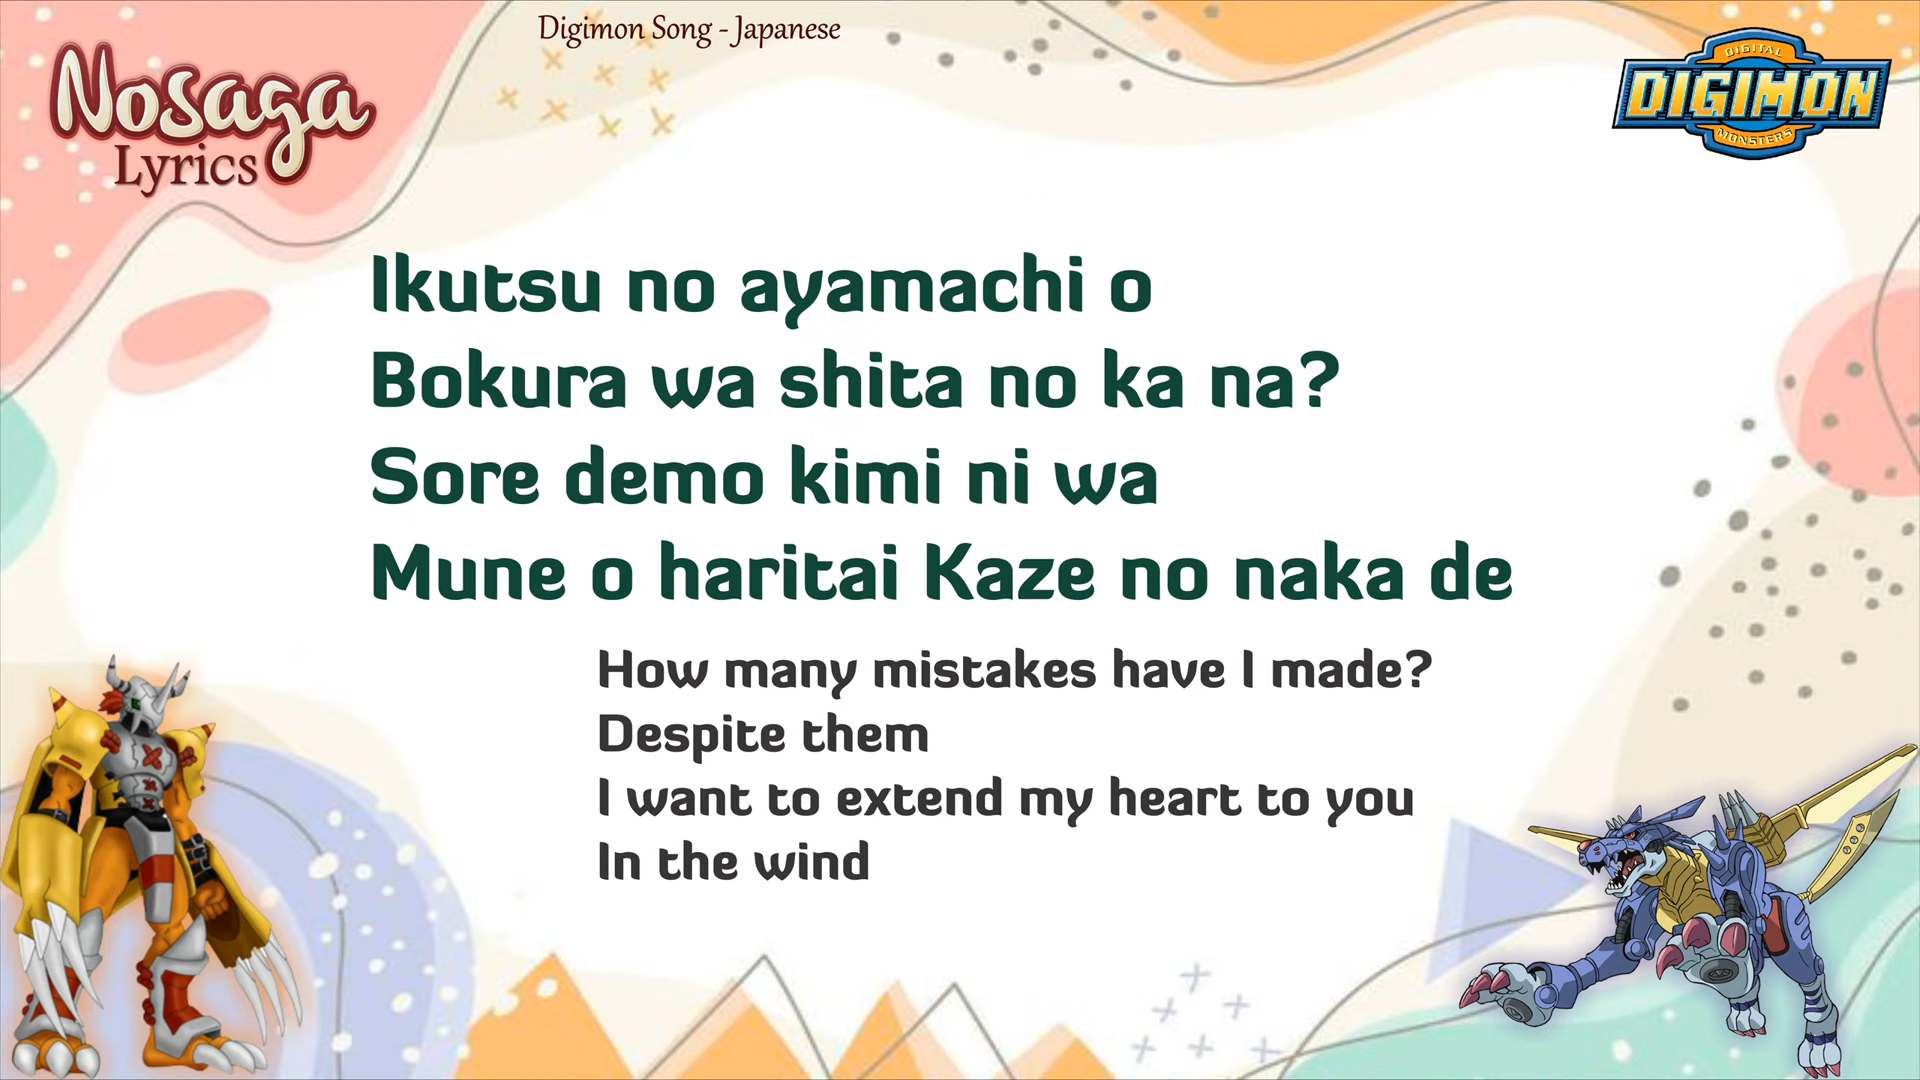 Digimon Song - Japanese
Nosaga
Lyrics
DIGITAL
DIGIMON
MONSTERS
Ikutsu no ayamachi o
Bokura wa shita no ka na?
Sore demo kimi ni wa
Mune o haritai Kaze no naka de
How many mistakes have I made?
Despite them
I want to extend my heart to you
In the wind